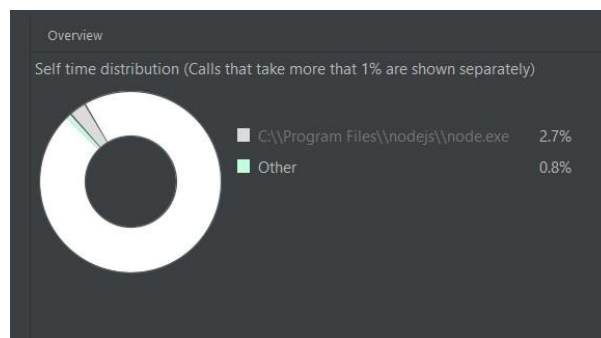 Overview
Self time distribution (Calls that take more that 1% are shown separately)
C:\\Program Files\\nodejs\\node.exe 2.7%
Other 0.8%